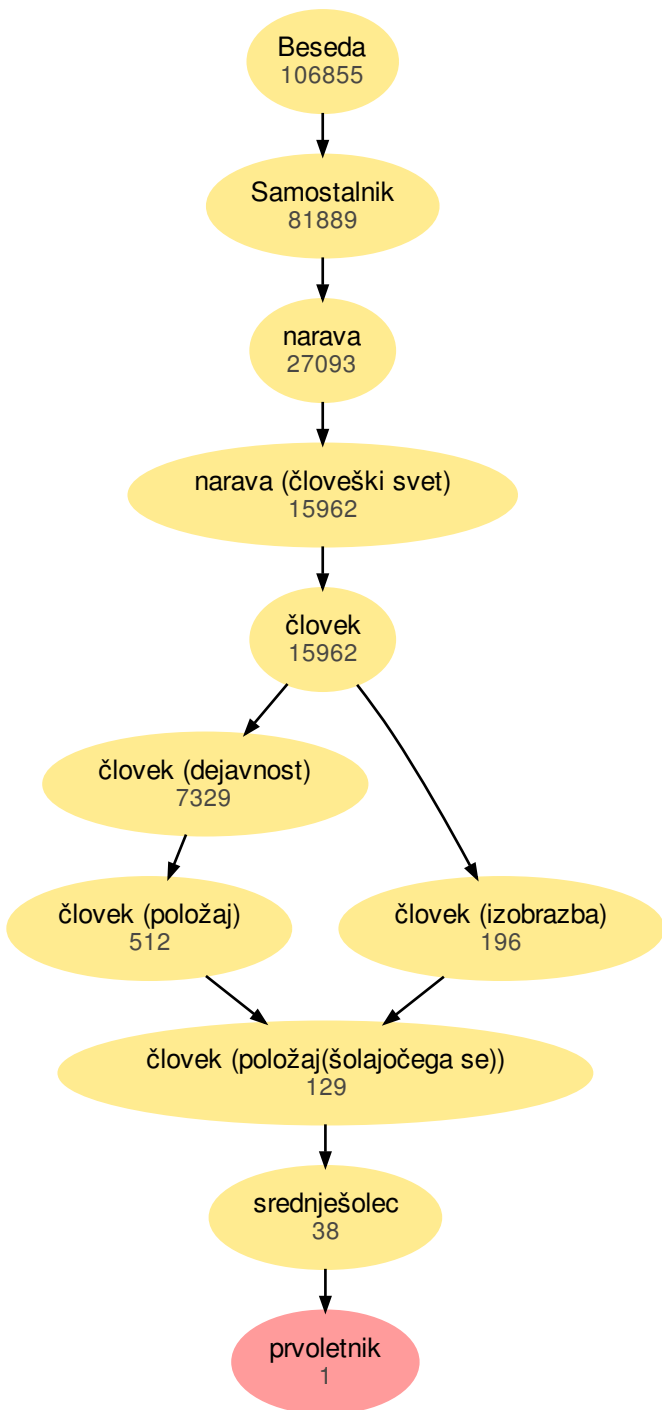 Beseda
106855
Samostalnik
81889
narava
27093
narava (človeški svet)
15962
človek
15962
človek (dejavnost)
7329
človek (položaj)
512
človek (izobrazba)
196
človek (položaj(šolajočega se))
129
srednješolec
38
prvoletnik
1